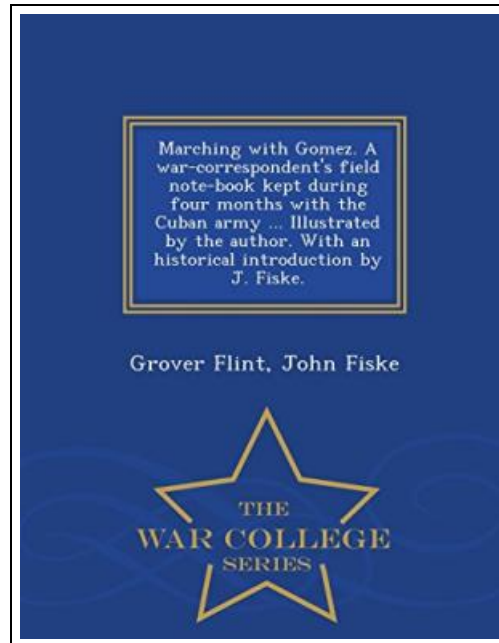 Marching with Gomez. A
war-correspondent's field
note-book kept during
four months with the
Cuban army ... Illustrated
by the author. With an
historical introduction by
J. Fiske.
Grover Flint, John Fiske
THE
WAR COLLEGE
SERIES